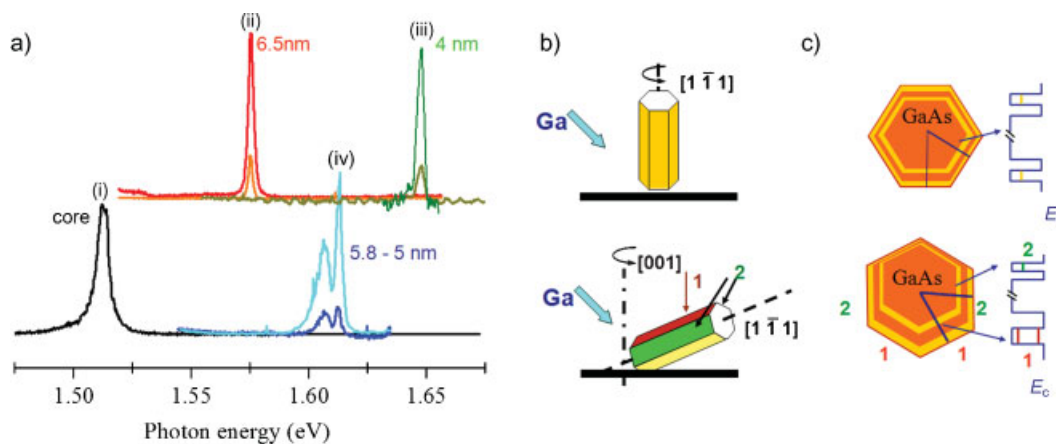 a)
(i)
core
(ii)
6.5nm
(iii)
4 nm
(iv)
5.8 - 5 nm
1.50 1.55 1.60 1.65
Photon energy (eV)
b)
Ga
[1 1̅ 1]
Ga
[001]
1
2
[1 1̅ 1]
c)
GaAs
E
2
GaAs
2
2
1
1
1
E_c